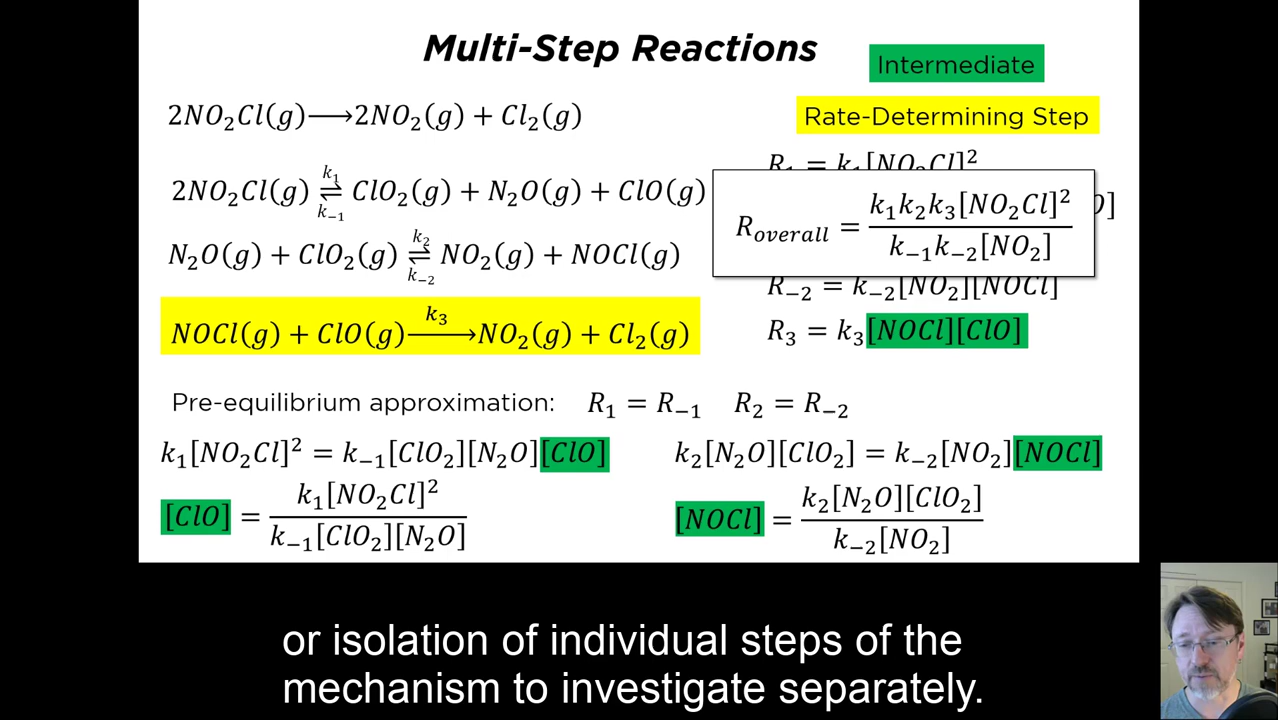 Multi-Step Reactions
Intermediate
2NO₂Cl(g) ⟶ 2NO₂(g) + Cl₂(g)
Rate-Determining Step
R₁ = k₁[NO₂Cl]²
2NO₂Cl(g) ⇌ ClO₂(g) + N₂O(g) + ClO(g)
k₁
k₋₁
O]
R_overall = k₁k₂k₃[NO₂Cl]² / k₋₁k₋₂[NO₂]
N₂O(g) + ClO₂(g) ⇌ NO₂(g) + NOCl(g)
k₂
k₋₂
R₋₂ = k₋₂[NO₂][NOCl]
NOCl(g) + ClO(g) ⟶ NO₂(g) + Cl₂(g)
k₃
R₃ = k₃[NOCl][ClO]
Pre-equilibrium approximation: R₁ = R₋₁ R₂ = R₋₂
k₁[NO₂Cl]² = k₋₁[ClO₂][N₂O][ClO]
k₂[N₂O][ClO₂] = k₋₂[NO₂][NOCl]
[ClO] = k₁[NO₂Cl]² / k₋₁[ClO₂][N₂O]
[NOCl] = k₂[N₂O][ClO₂] / k₋₂[NO₂]
or isolation of individual steps of the
mechanism to investigate separately.